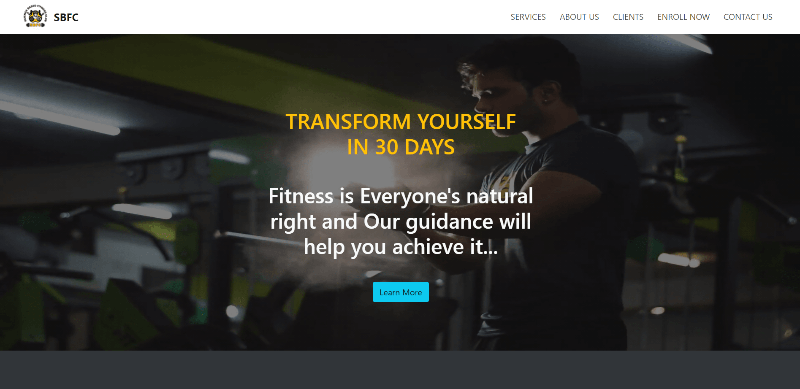 SBFC
SERVICES
ABOUT US
CLIENTS
ENROLL NOW
CONTACT US
TRANSFORM YOURSELF
IN 30 DAYS
Fitness is Everyone's natural
right and Our guidance will
help you achieve it...
Learn More